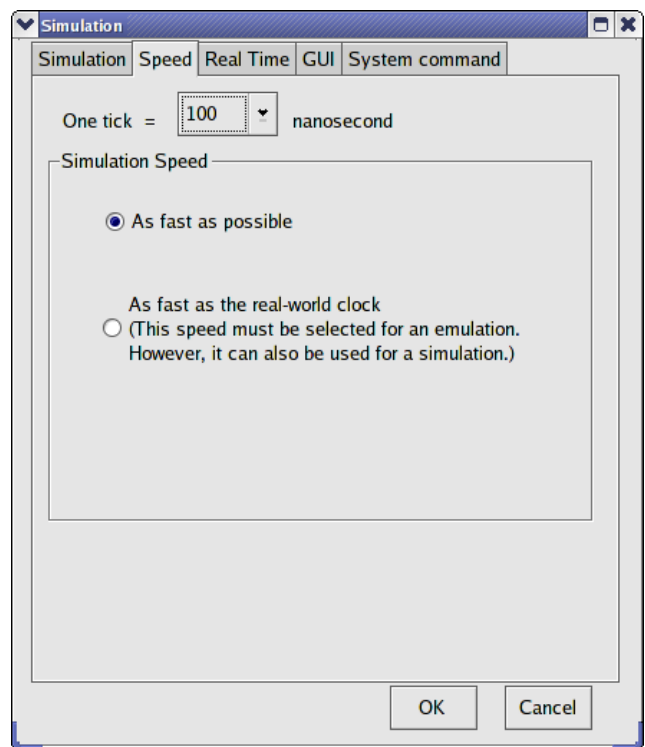 Simulation
Simulation Speed Real Time GUI System command
One tick = 100 nanosecond
Simulation Speed
As fast as possible
As fast as the real-world clock
(This speed must be selected for an emulation.
However, it can also be used for a simulation.)
OK Cancel